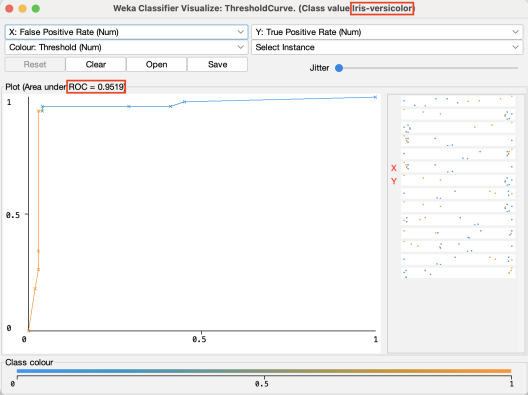 Weka Classifier Visualize: ThresholdCurve. (Class value Iris-versicolor)
X: False Positive Rate (Num) Y: True Positive Rate (Num)
Colour: Threshold (Num) Select Instance
Reset Clear Open Save Jitter
Plot (Area under ROC = 0.9519)
1
0.5
0
0 0.5 1
X
Y
Class colour
0 0.5 1